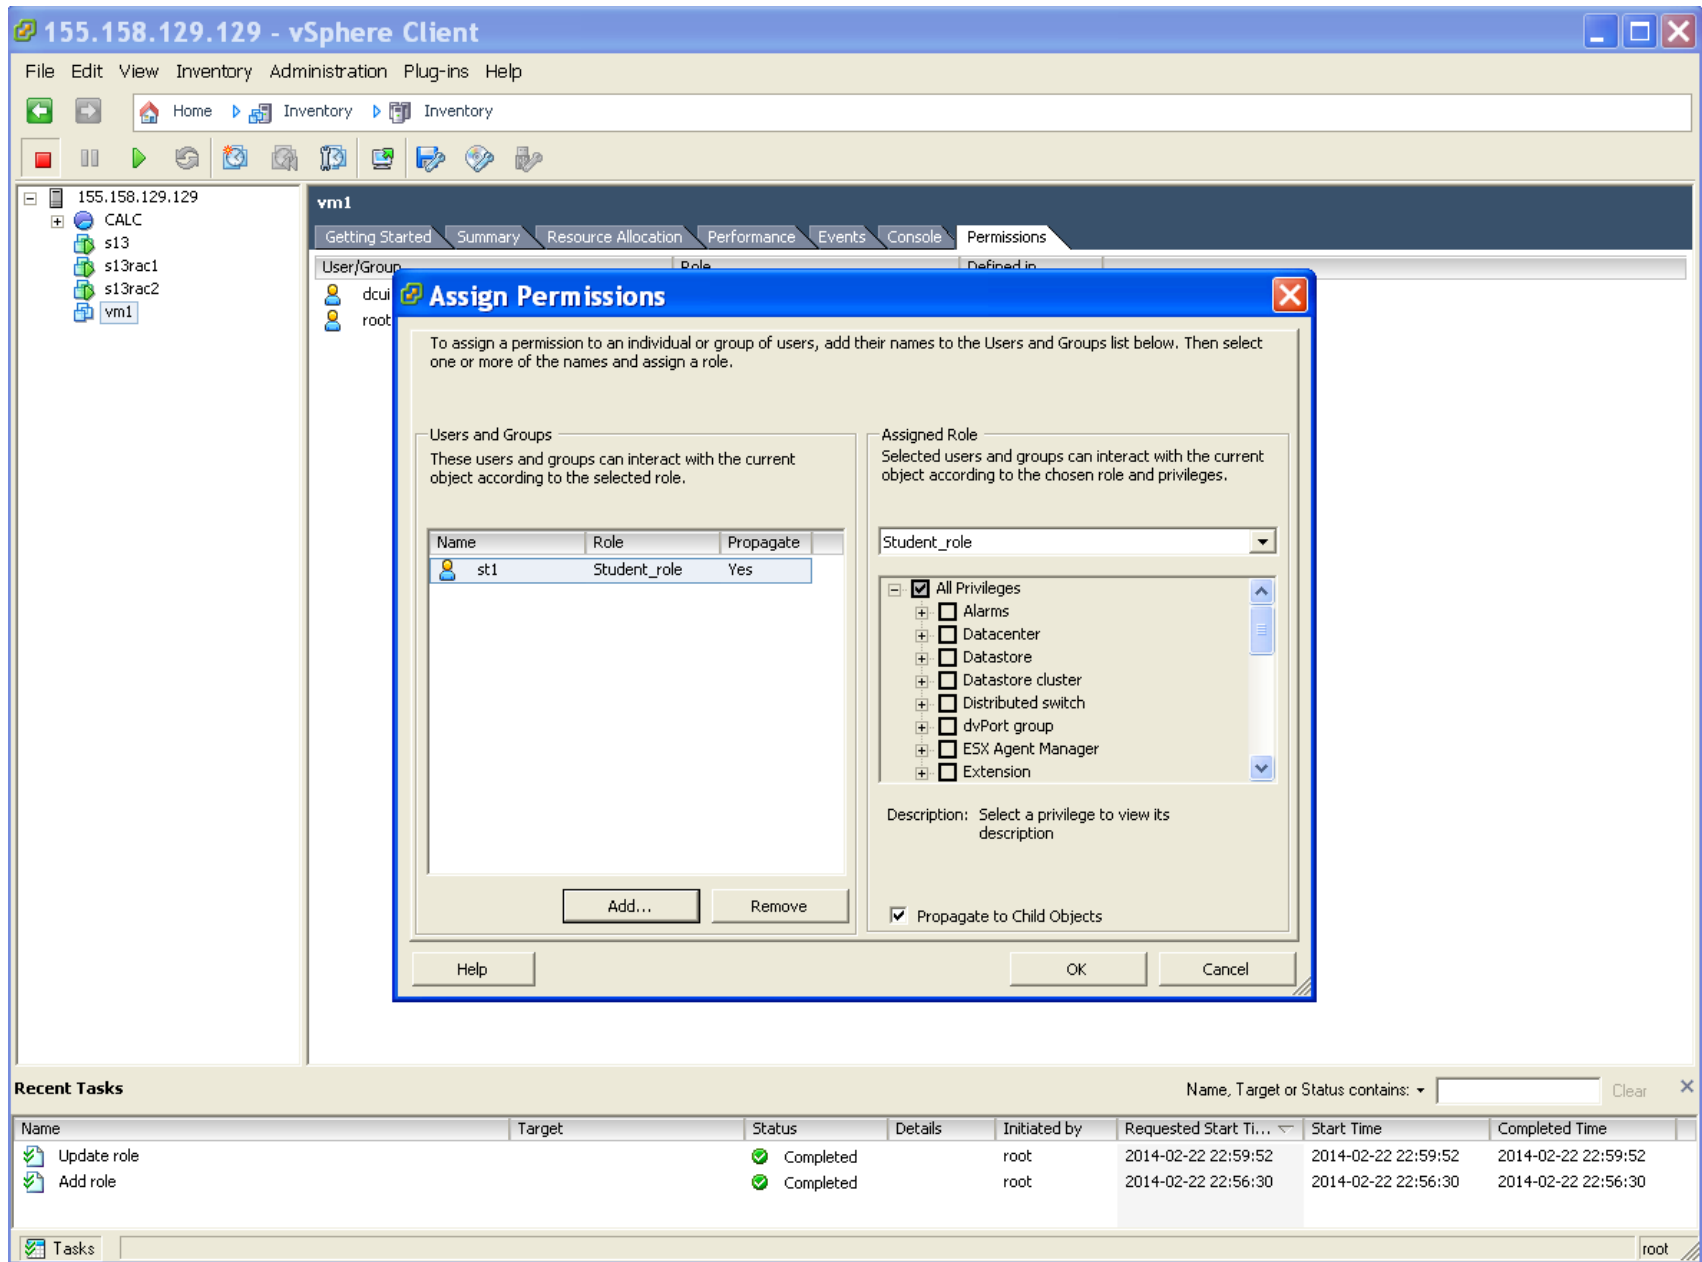 155.158.129.129 - vSphere Client
File Edit View Inventory Administration Plug-ins Help
Home Inventory Inventory
155.158.129.129
CALC
s13
s13rac1
s13rac2
vm1
vm1
Getting Started Summary Resource Allocation Performance Events Console Permissions
User/Group Role Defined in
dcui
root
Assign Permissions
To assign a permission to an individual or group of users, add their names to the Users and Groups list below. Then select
one or more of the names and assign a role.
Users and Groups
These users and groups can interact with the current
object according to the selected role.
Name Role Propagate
st1 Student_role Yes
Add... Remove
Assigned Role
Selected users and groups can interact with the current
object according to the chosen role and privileges.
Student_role
All Privileges
Alarms
Datacenter
Datastore
Datastore cluster
Distributed switch
dvPort group
ESX Agent Manager
Extension
Description: Select a privilege to view its
description
Propagate to Child Objects
Help OK Cancel
Recent Tasks Name, Target or Status contains: Clear
Name Target Status Details Initiated by Requested Start Ti... Start Time Completed Time
Update role Completed root 2014-02-22 22:59:52 2014-02-22 22:59:52 2014-02-22 22:59:52
Add role Completed root 2014-02-22 22:56:30 2014-02-22 22:56:30 2014-02-22 22:56:30
Tasks root